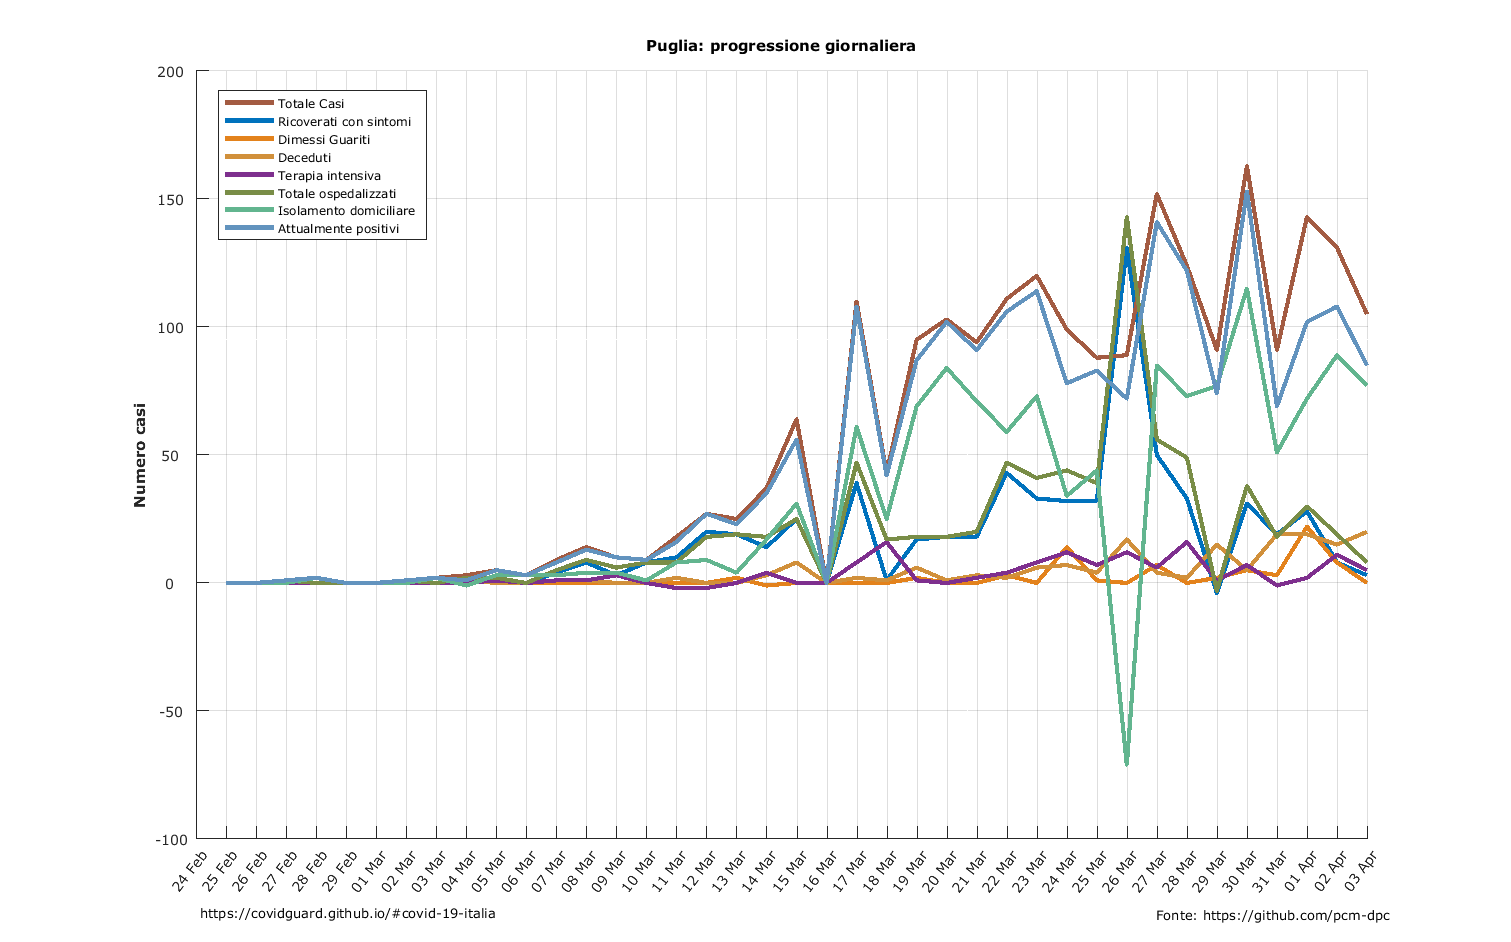 Puglia: progressione giornaliera
200
150
100
50
0
-50
-100
Numero casi
Totale Casi
Ricoverati con sintomi
Dimessi Guariti
Deceduti
Terapia intensiva
Totale ospedalizzati
Isolamento domiciliare
Attualmente positivi
24 Feb
25 Feb
26 Feb
27 Feb
28 Feb
29 Feb
01 Mar
02 Mar
03 Mar
04 Mar
05 Mar
06 Mar
07 Mar
08 Mar
09 Mar
10 Mar
11 Mar
12 Mar
13 Mar
14 Mar
15 Mar
16 Mar
17 Mar
18 Mar
19 Mar
20 Mar
21 Mar
22 Mar
23 Mar
24 Mar
25 Mar
26 Mar
27 Mar
28 Mar
29 Mar
30 Mar
31 Mar
01 Apr
02 Apr
03 Apr
https://covidguard.github.io/#covid-19-italia
Fonte: https://github.com/pcm-dpc